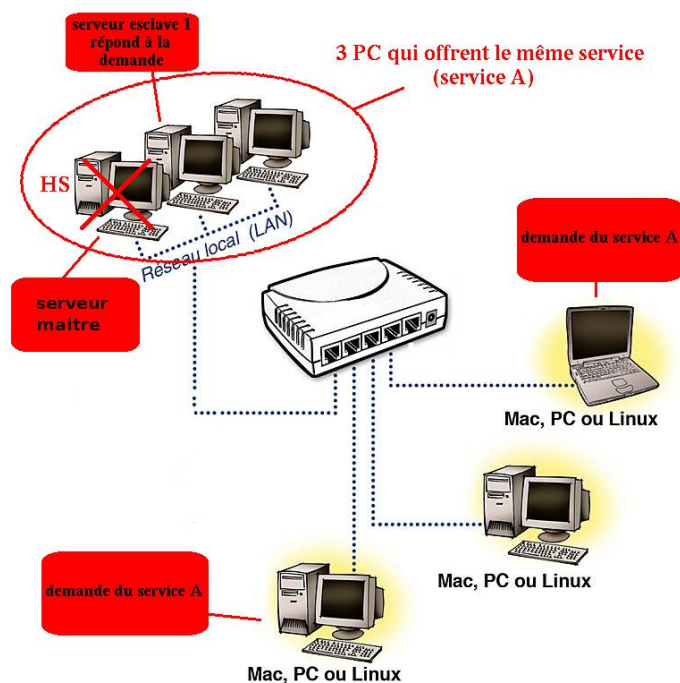 serveur esclave 1
répond à la
demande
3 PC qui offrent le même service
(service A)
HS
Réseau local (LAN)
serveur
maitre
demande du service A
Mac, PC ou Linux
Mac, PC ou Linux
demande du service A
Mac, PC ou Linux